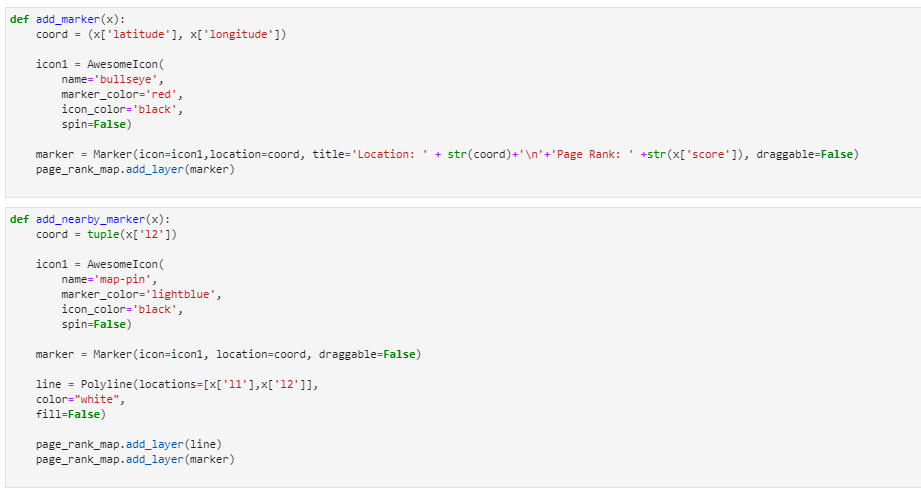 def add_marker(x):
    coord = (x['latitude'], x['longitude'])
    icon1 = AwesomeIcon(
        name='bullseye',
        marker_color='red',
        icon_color='black',
        spin=False)
    marker = Marker(icon=icon1,location=coord, title='Location: ' + str(coord)+'\n'+'Page Rank: ' +str(x['score']), draggable=False)
    page_rank_map.add_layer(marker)
def add_nearby_marker(x):
    coord = tuple(x['l2'])
    icon1 = AwesomeIcon(
        name='map-pin',
        marker_color='lightblue',
        icon_color='black',
        spin=False)
    marker = Marker(icon=icon1, location=coord, draggable=False)
    line = Polyline(locations=[x['l1'],x['l2']],
    color="white",
    fill=False)
    page_rank_map.add_layer(line)
    page_rank_map.add_layer(marker)